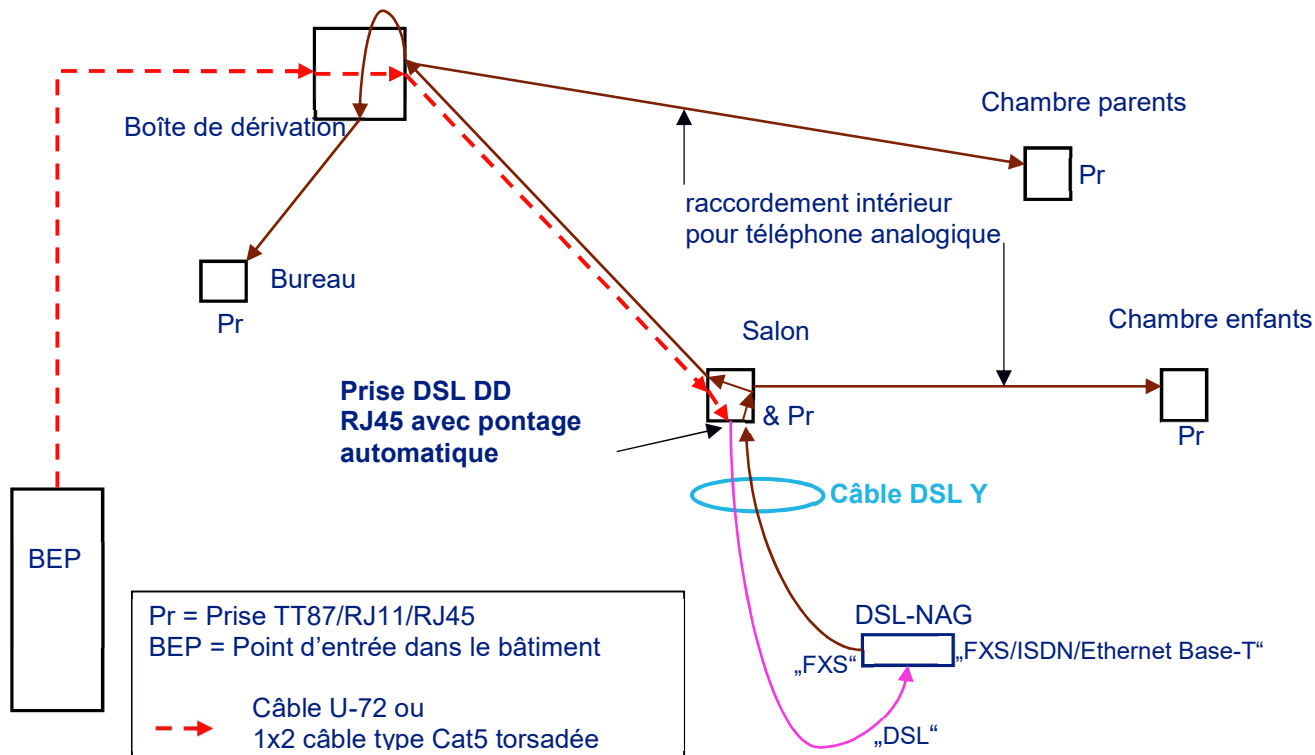 Boîte de dérivation
Chambre parents
Pr
raccordement intérieur
pour téléphone analogique
Bureau
Pr
Salon
Chambre enfants
Prise DSL DD
RJ45 avec pontage
automatique
& Pr
Pr
Câble DSL Y
BEP
Pr = Prise TT87/RJ11/RJ45
BEP = Point d’entrée dans le bâtiment
DSL-NAG
„FXS“
„FXS/ISDN/Ethernet Base-T“
Câble U-72 ou
1x2 câble type Cat5 torsadée
„DSL“